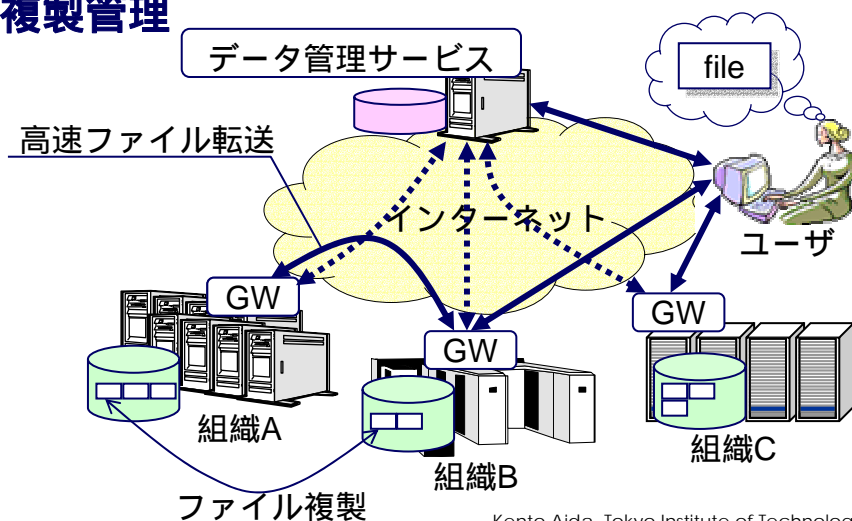 複製管理
データ管理サービス
file
高速ファイル転送
インターネット
ユーザ
GW
GW
GW
組織A
組織B
組織C
ファイル複製
Kento Aida, Tokyo Institute of Technolog